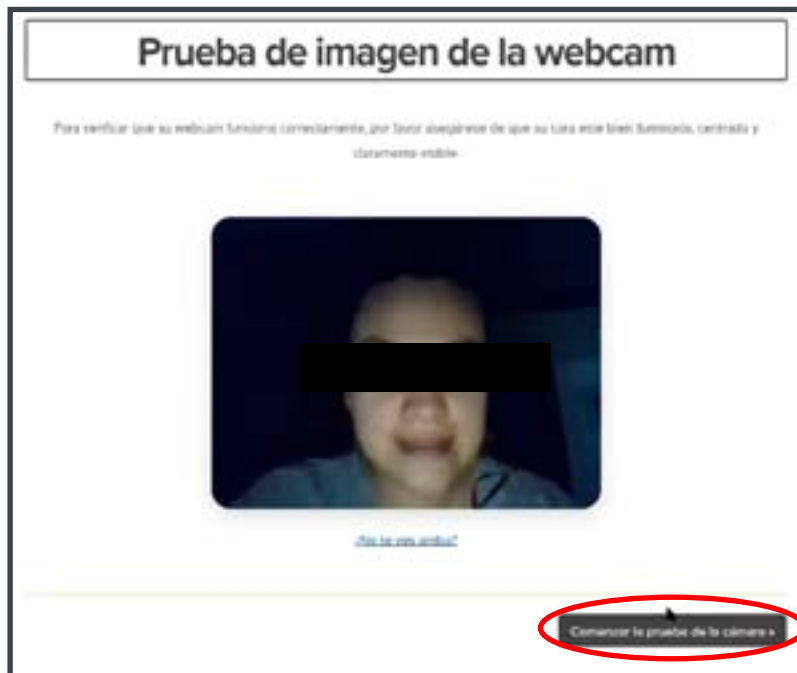 Prueba de imagen de la webcam
Para verificar que su webcam funciona correctamente, por favor asegúrese de que su cara esté bien iluminada, centrada y
claramente visible
¿No te ves arriba?
Comenzar la prueba de la cámara »